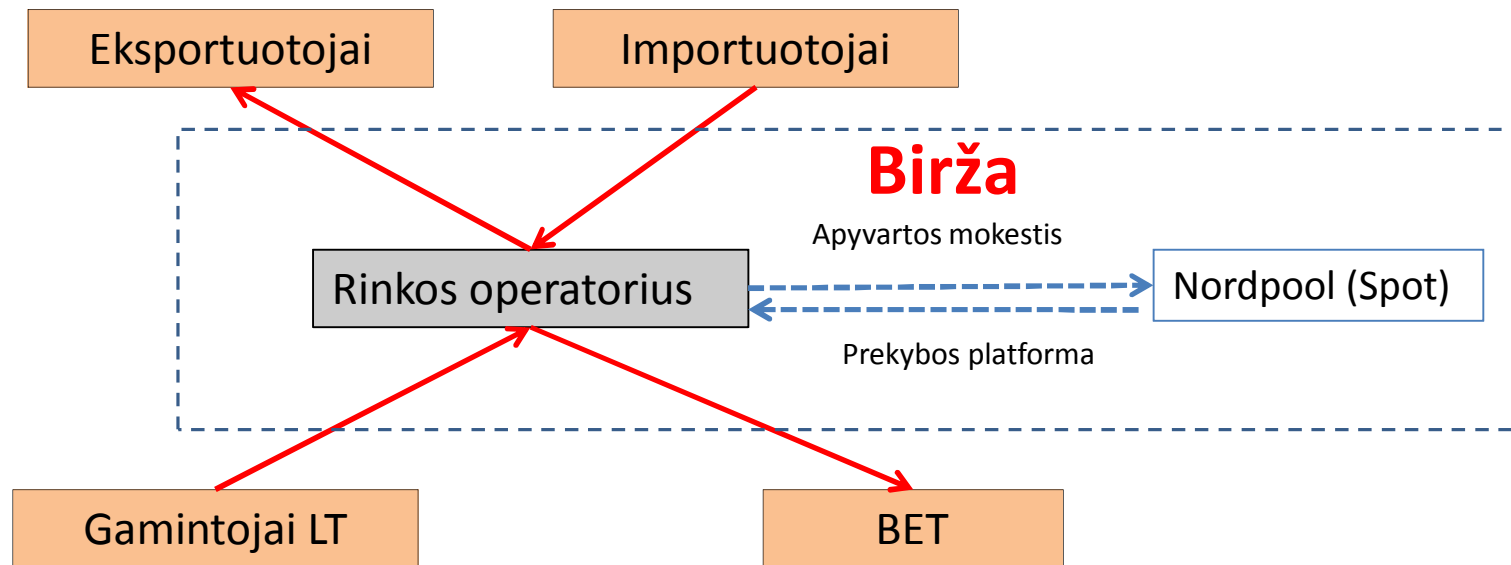 Eksportuotojai
Importuotojai
Birža
Apyvartos mokestis
Rinkos operatorius
Nordpool (Spot)
Prekybos platforma
Gamintojai LT
BET